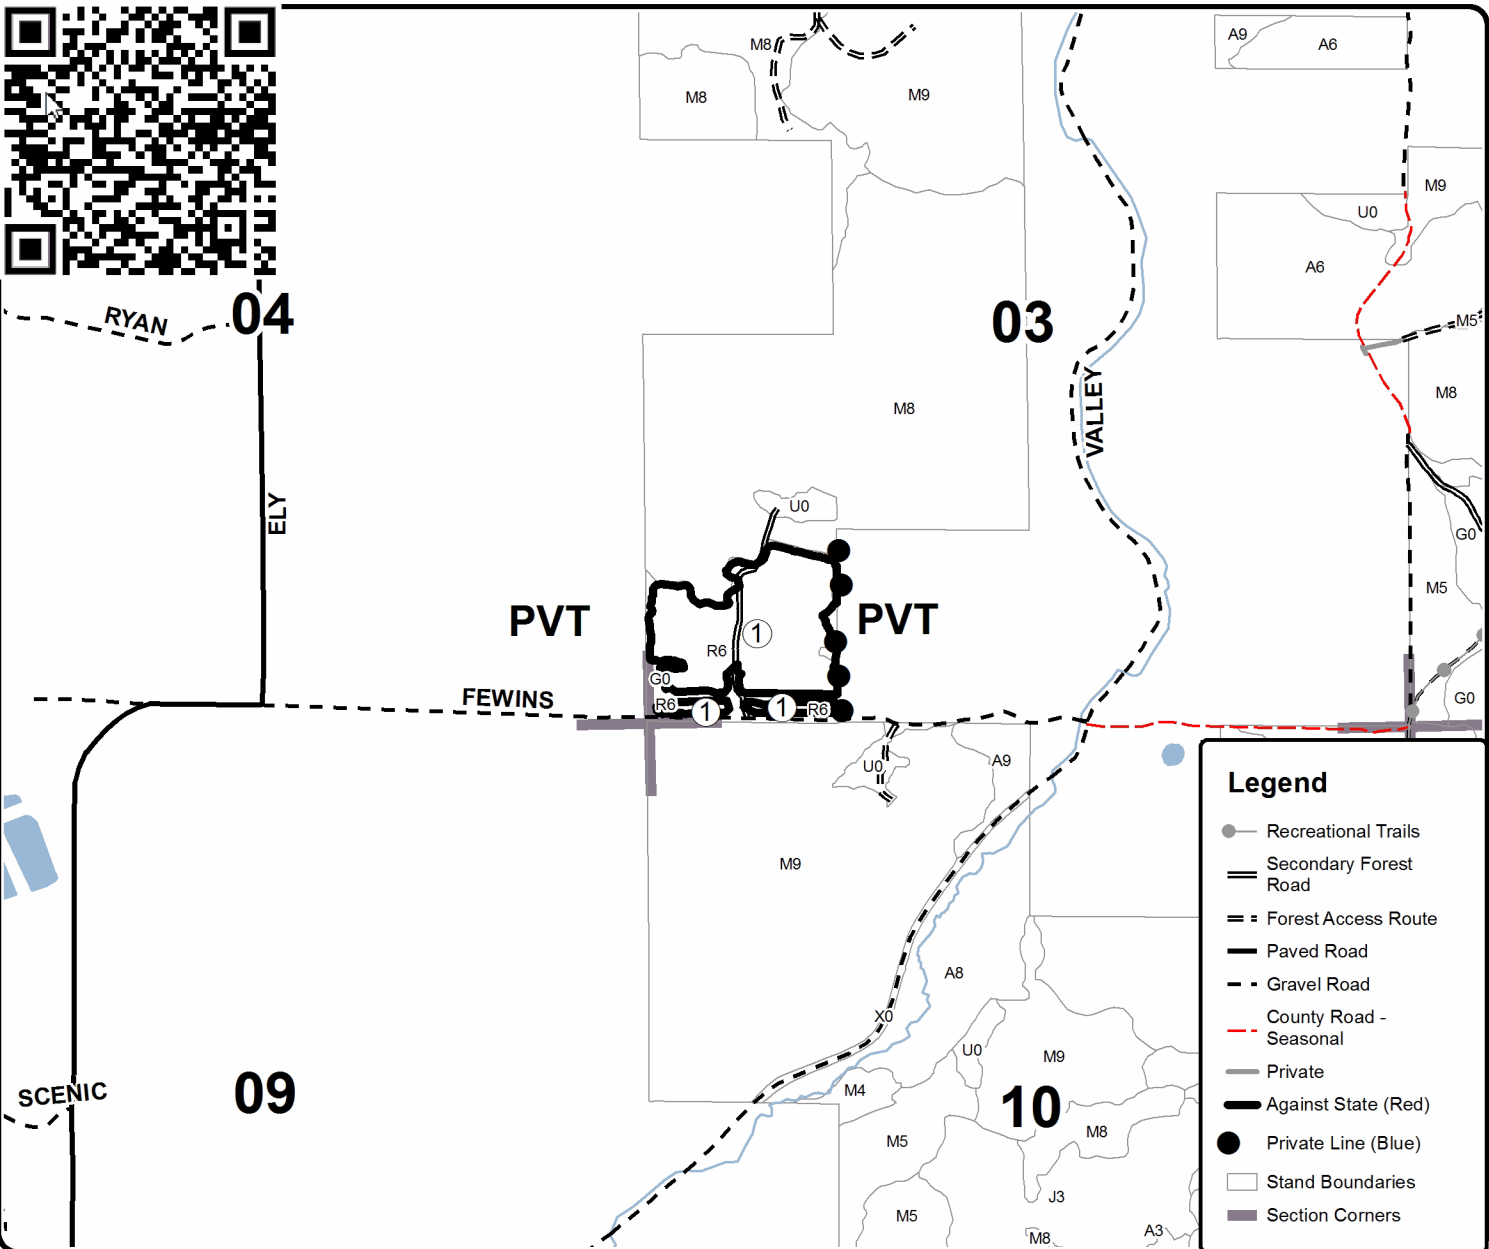 A9
A6
M8
M8
M9
M9
U0
A6
RYAN
04
03
M5
M8
VALLEY
M8
ELY
U0
G0
M5
PVT
PVT
1
R6
G0
G0
FEWINS
R6
1
1
R6
U0
A9
M9
A8
X0
U0
M9
M4
SCENIC
09
10
M8
M5
J3
M5
M8
A3
Legend
Recreational Trails
Secondary Forest
Road
Forest Access Route
Paved Road
Gravel Road
County Road -
Seasonal
Private
Against State (Red)
Private Line (Blue)
Stand Boundaries
Section Corners